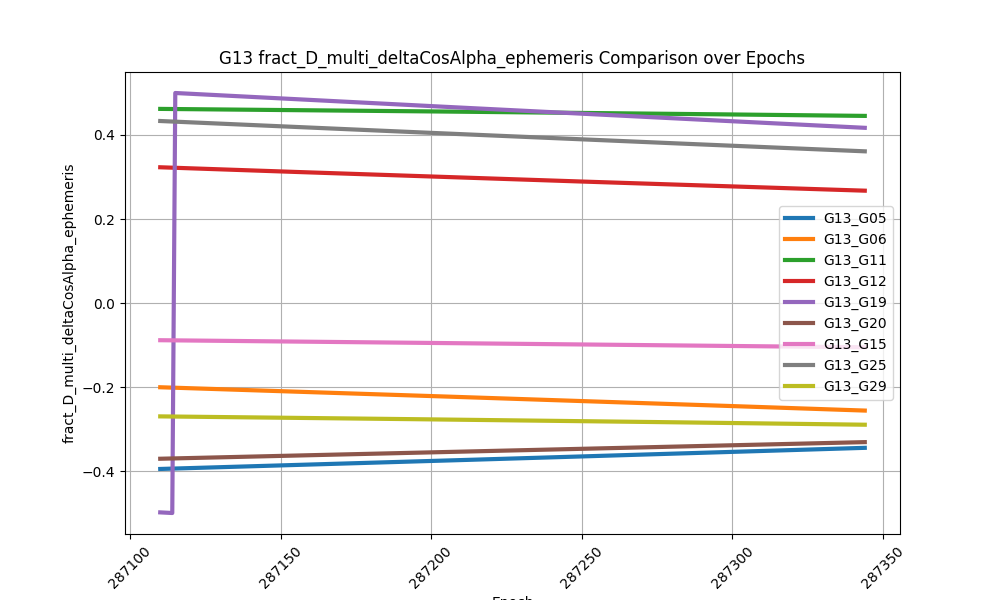 G13 fract_D_multi_deltaCosAlpha_ephemeris Comparison over Epochs
fract_D_multi_deltaCosAlpha_ephemeris
0.4
0.2
0.0
−0.2
−0.4
G13_G05
G13_G06
G13_G11
G13_G12
G13_G19
G13_G20
G13_G15
G13_G25
G13_G29
287100
287150
287200
287250
287300
287350
Epoch